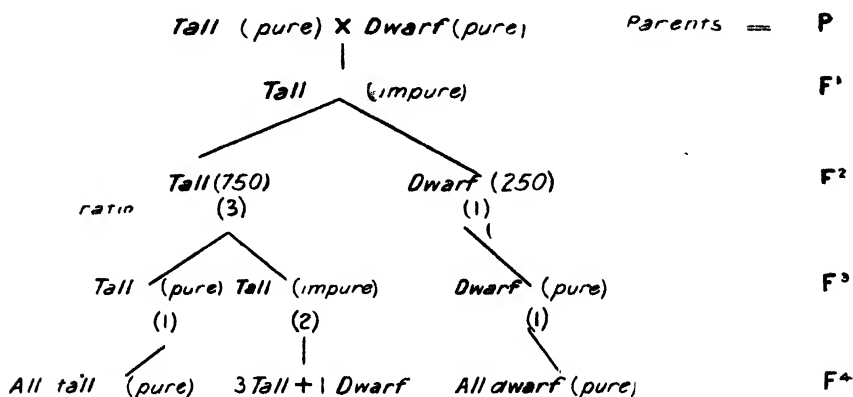 Tall (pure) X Dwarf (pure) Parents = P
Tall (impure) F¹
Tall (750) Dwarf (250) F²
ratio (3) (1)
Tall (pure) Tall (impure) Dwarf (pure) F³
(1) (2) (1)
All tall (pure) 3 Tall + 1 Dwarf All dwarf (pure) F⁴